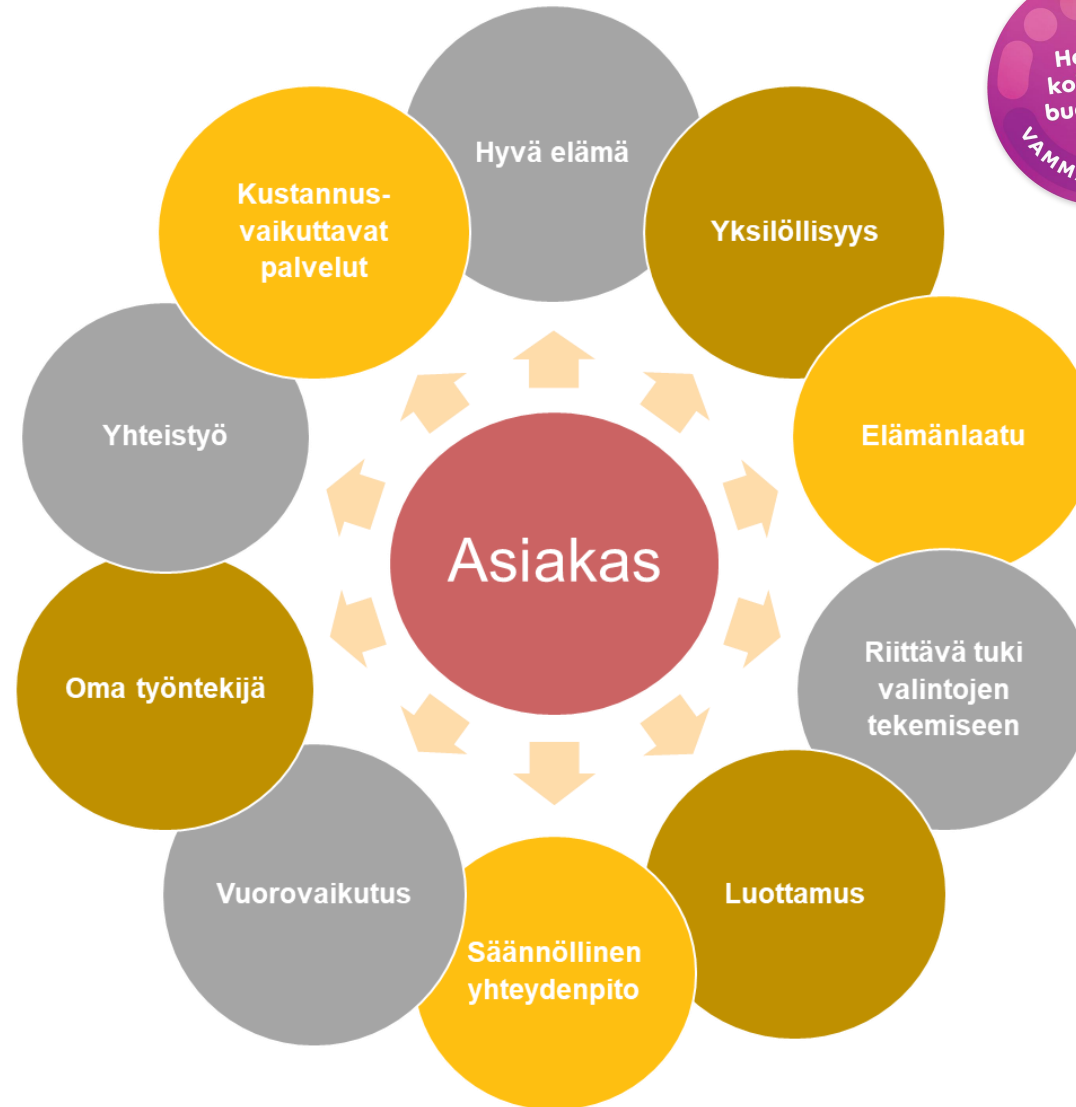 Hyvä elämä
Yksilöllisyys
Elämänlaatu
Riittävä tuki
valintojen
tekemiseen
Luottamus
Säännöllinen
yhteydenpito
Vuorovaikutus
Oma työntekijä
Yhteistyö
Kustannus-
vaikuttavat
palvelut
Asiakas